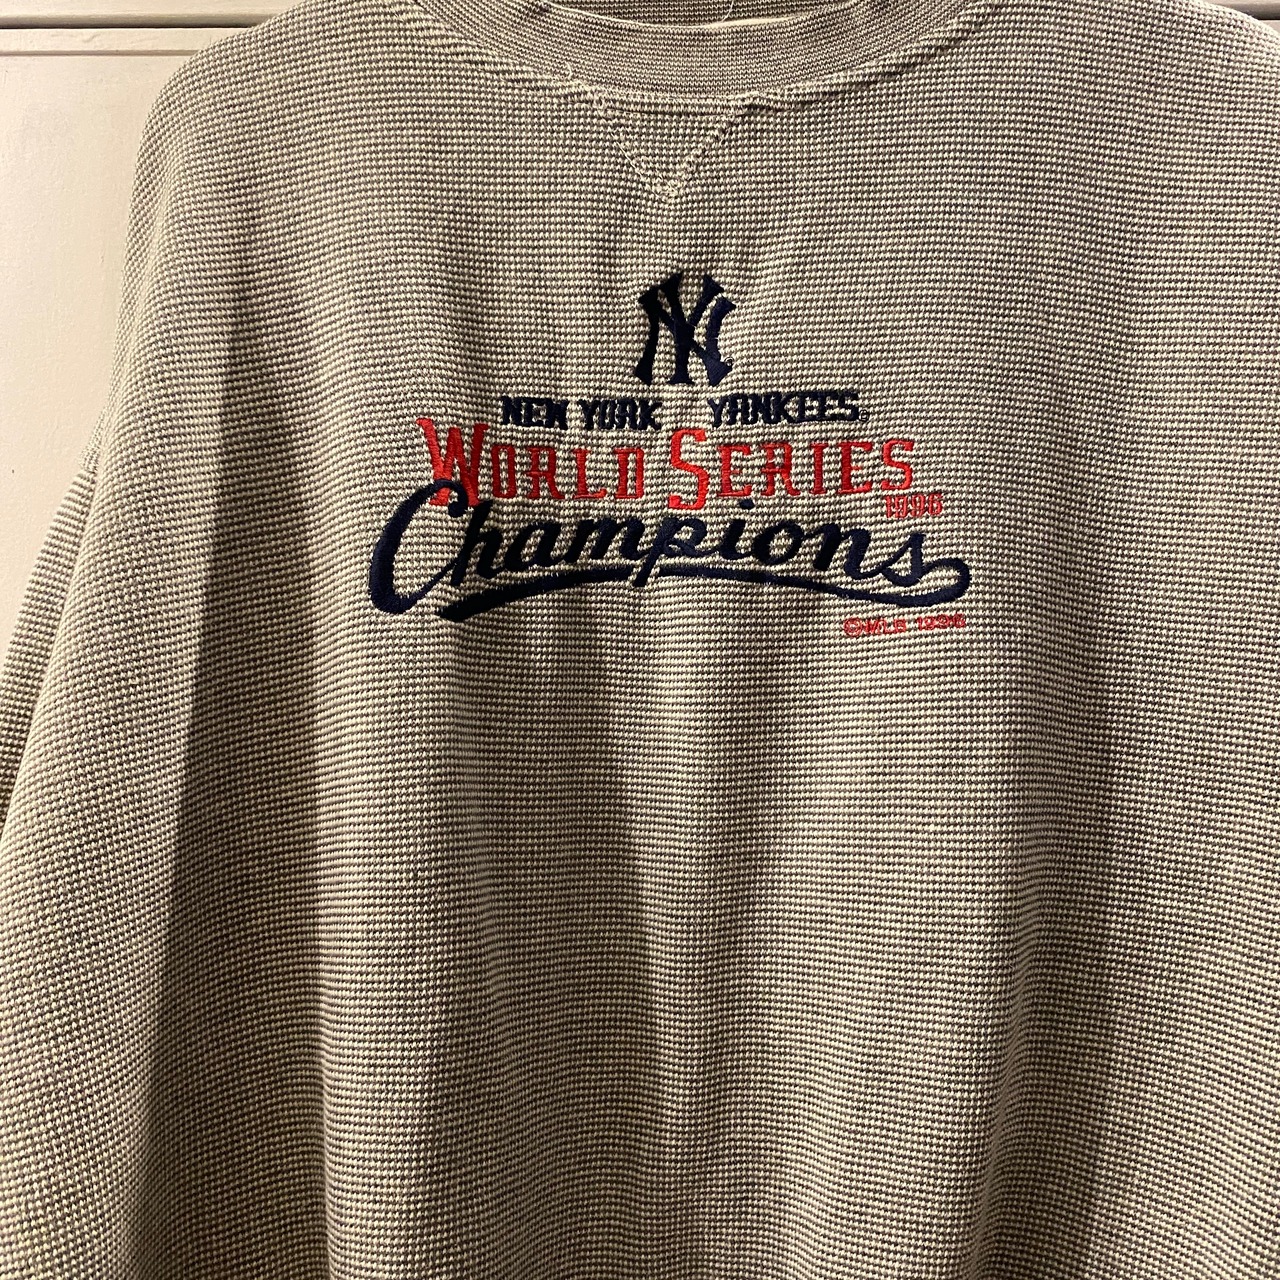 NY
NEW YORK YANKEES®
WORLD SERIES
1996
Champions
©MLB 1996